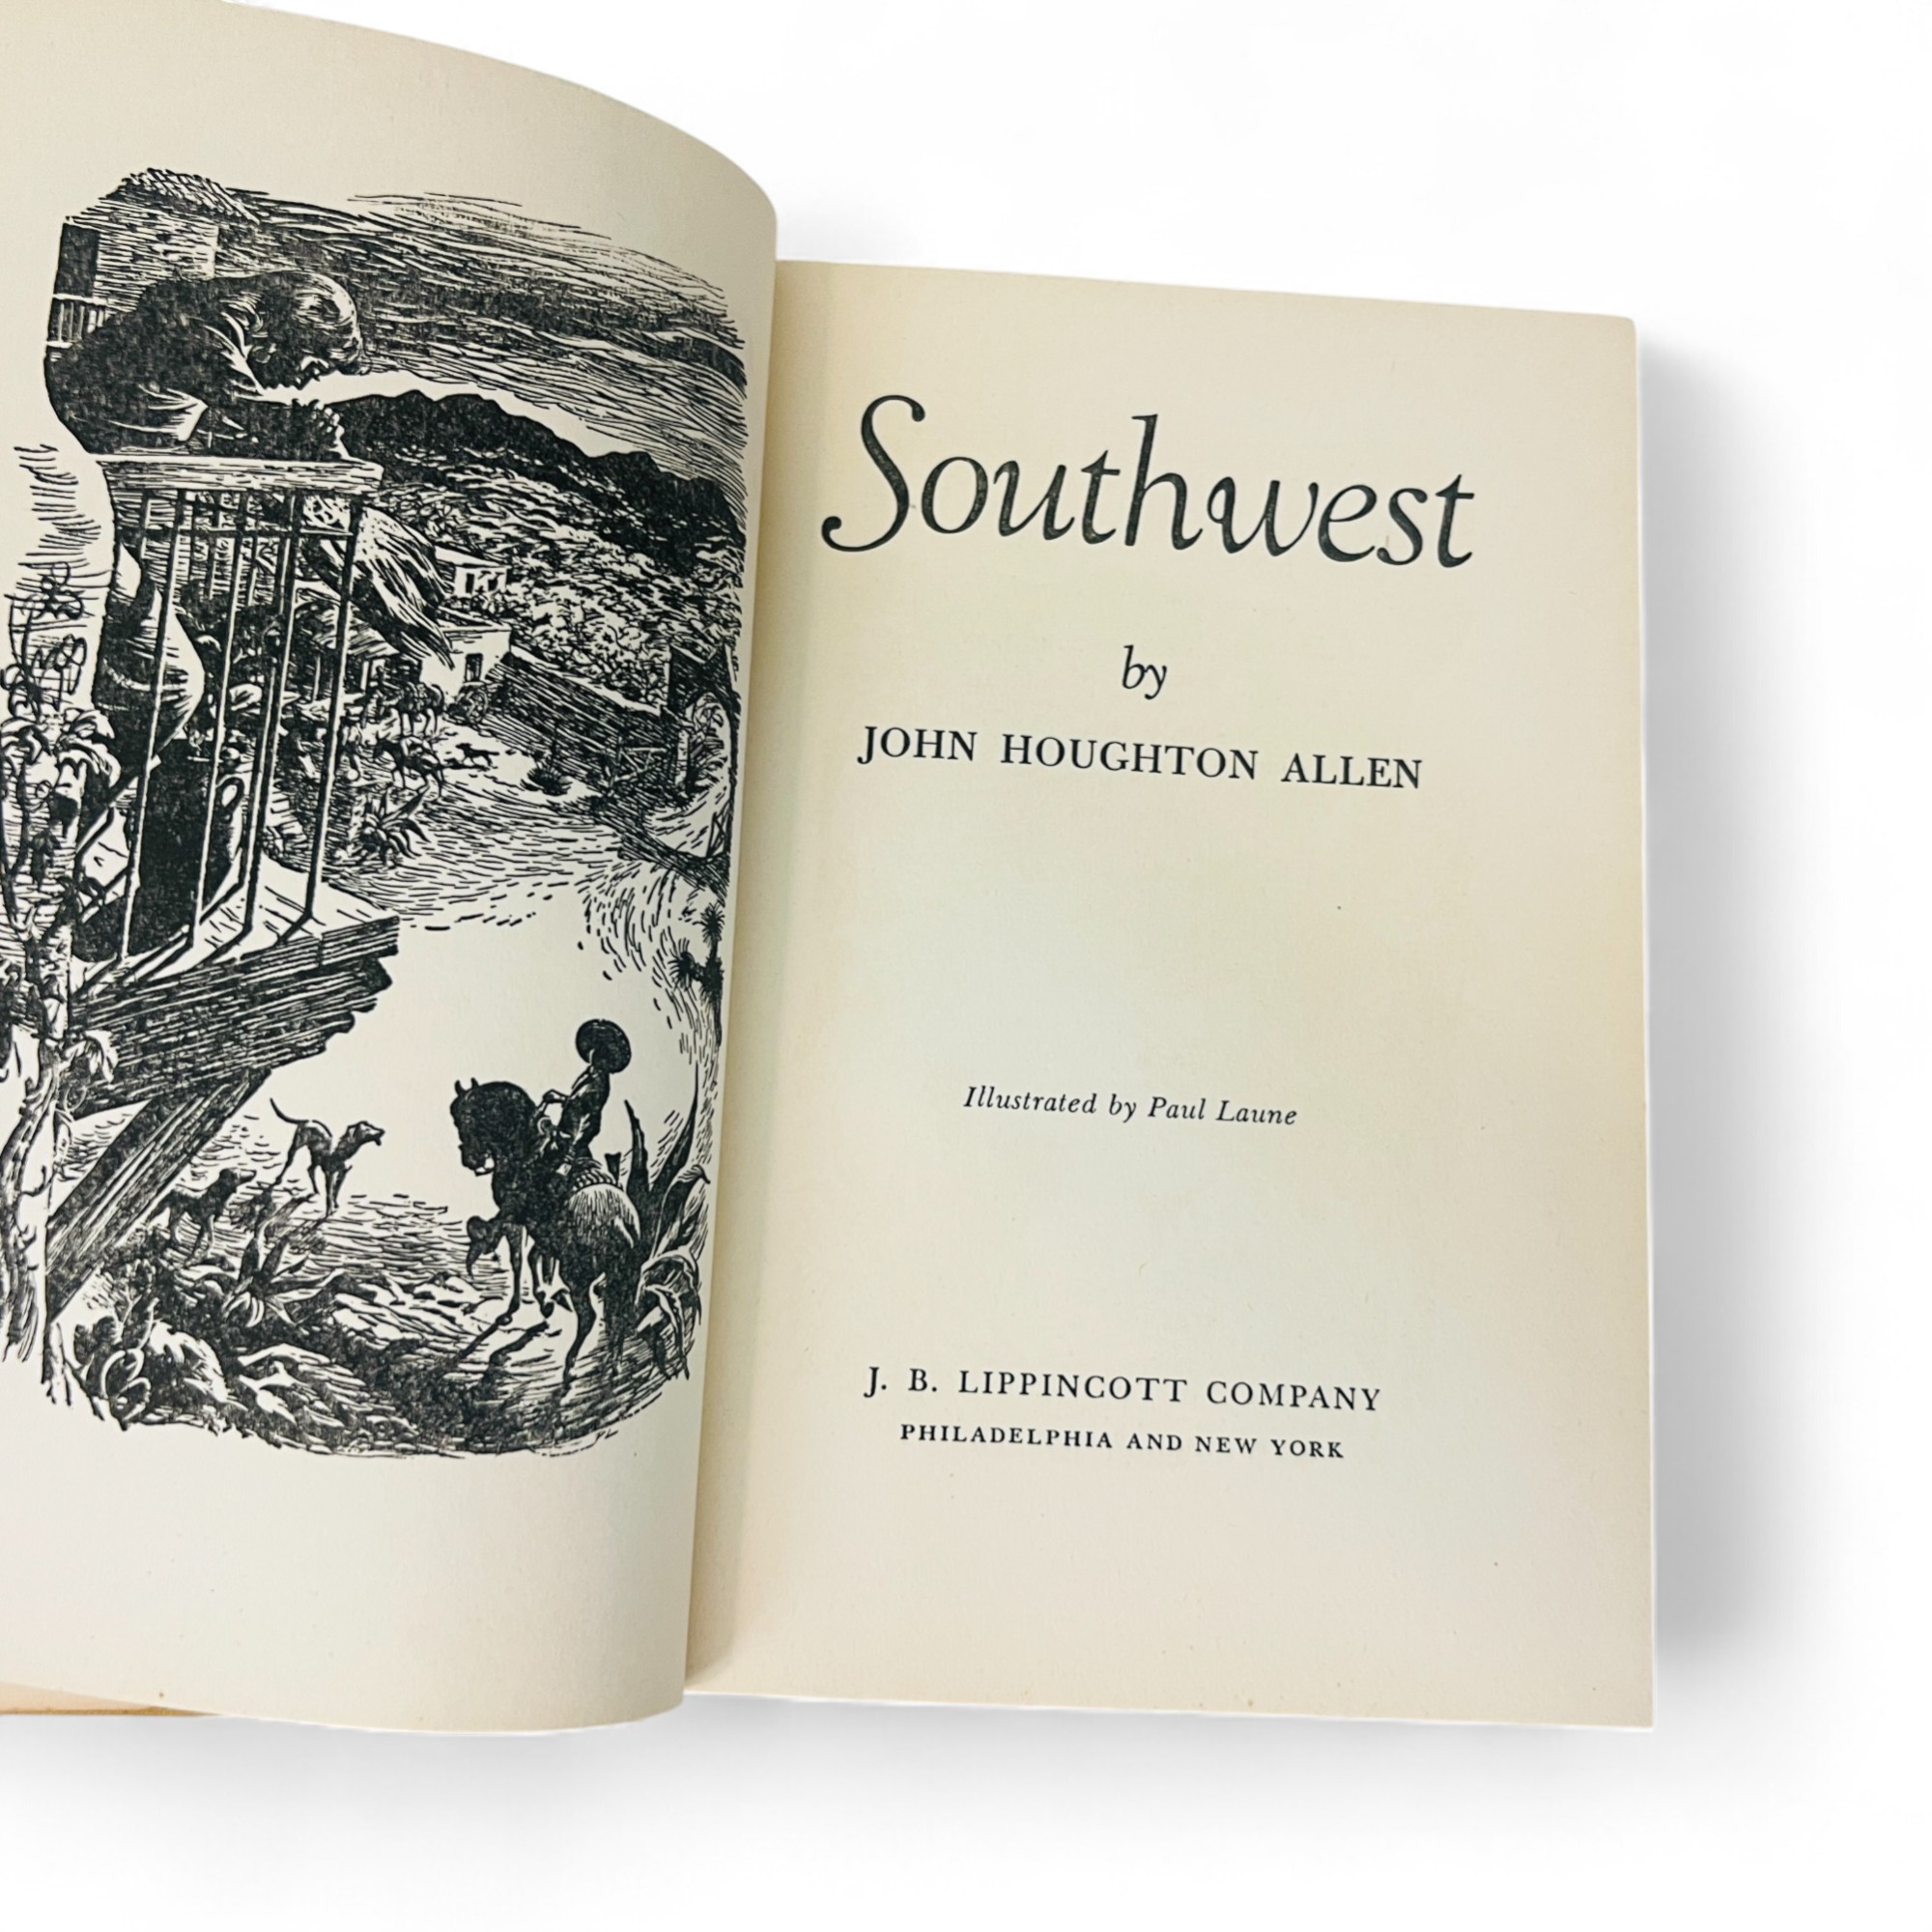 Southwest
by
JOHN HOUGHTON ALLEN
Illustrated by Paul Laune
J. B. LIPPINCOTT COMPANY
PHILADELPHIA AND NEW YORK